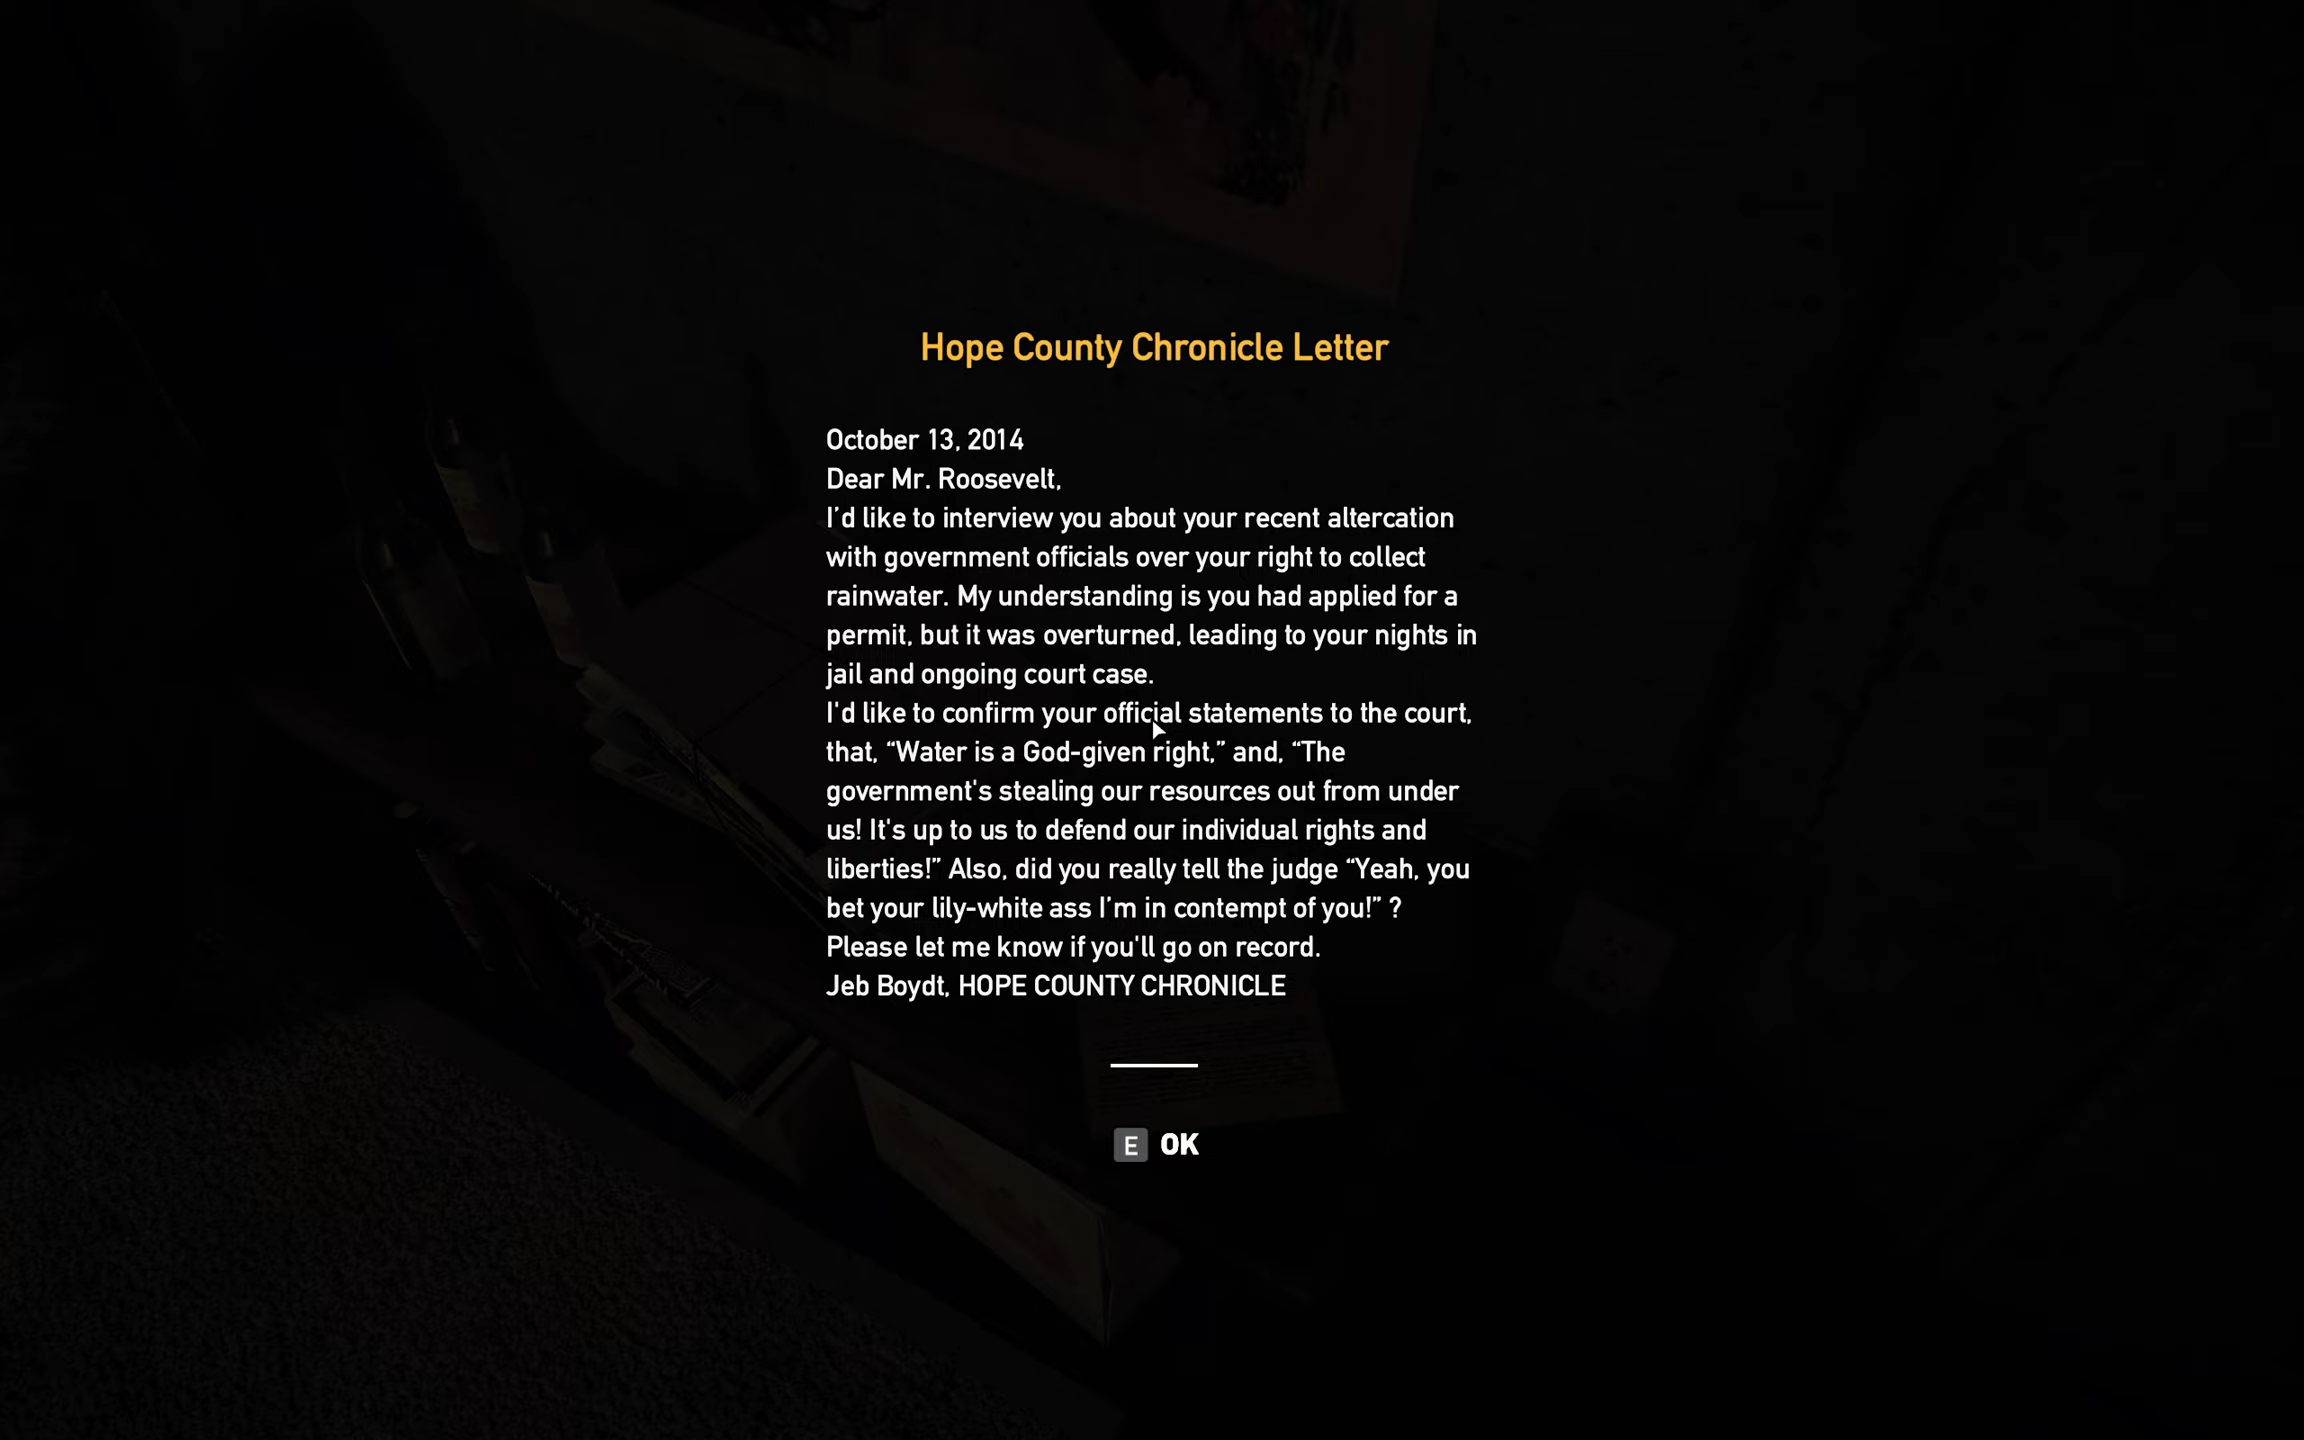 Hope County Chronicle Letter
October 13, 2014
Dear Mr. Roosevelt,
I’d like to interview you about your recent altercation
with government officials over your right to collect
rainwater. My understanding is you had applied for a
permit, but it was overturned, leading to your nights in
jail and ongoing court case.
I'd like to confirm your official statements to the court,
that, “Water is a God-given right,” and, “The
government's stealing our resources out from under
us! It's up to us to defend our individual rights and
liberties!” Also, did you really tell the judge “Yeah, you
bet your lily-white ass I’m in contempt of you!” ?
Please let me know if you'll go on record.
Jeb Boydt, HOPE COUNTY CHRONICLE
E OK